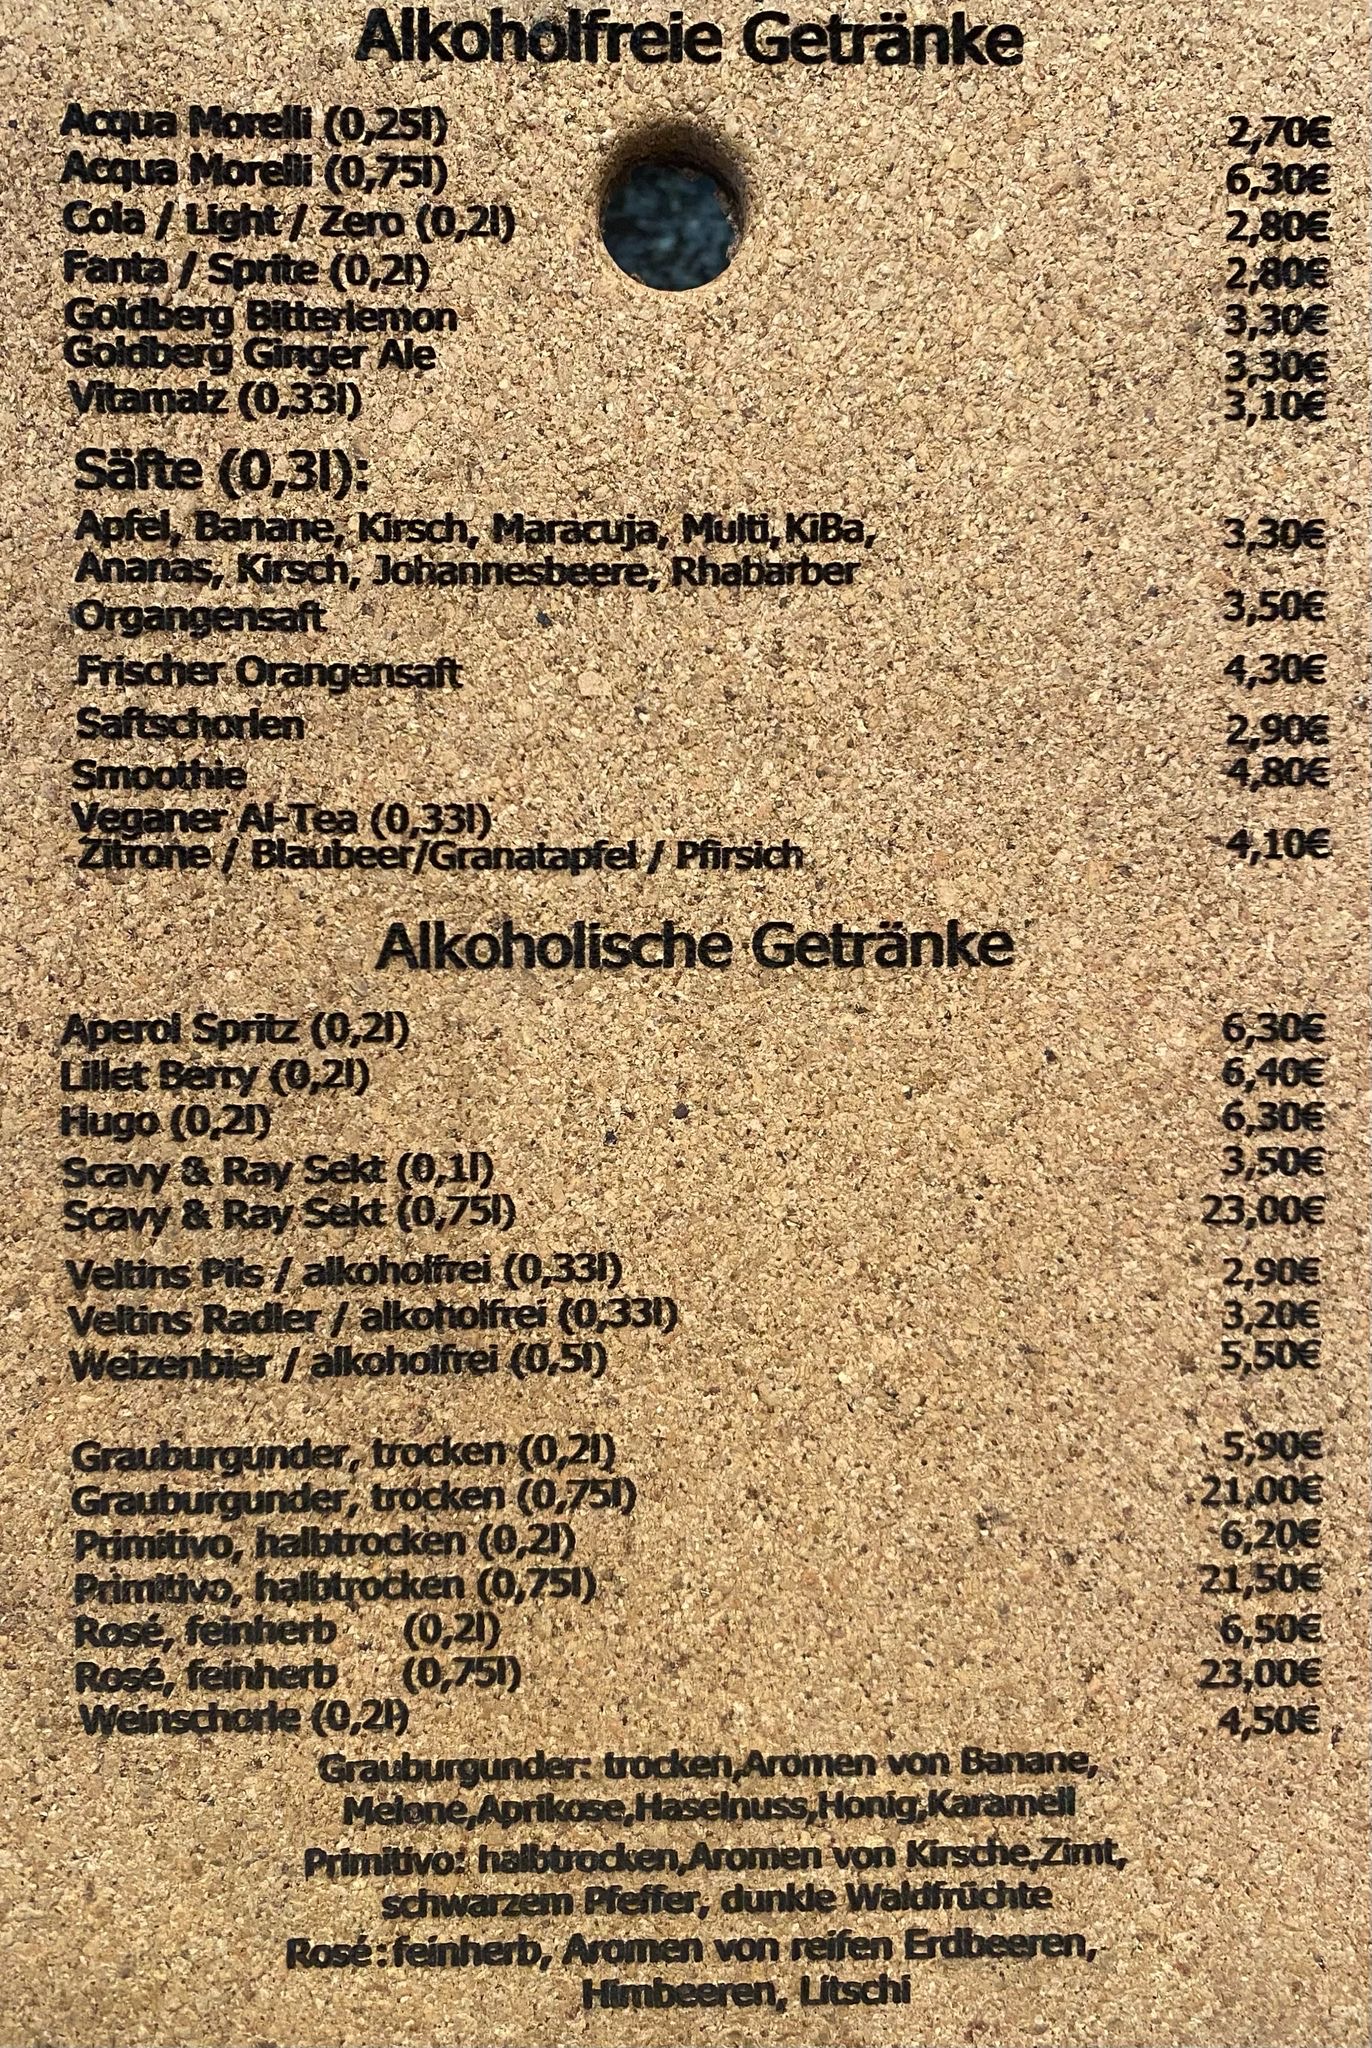 Alkoholfreie Getränke
Acqua Morelli (0,25l) 2,70€
Acqua Morelli (0,75l) 6,30€
Cola / Light / Zero (0,2l) 2,80€
Fanta / Sprite (0,2l) 2,80€
Goldberg Bitterlemon 3,30€
Goldberg Ginger Ale 3,30€
Vitamalz (0,33l) 3,10€
Säfte (0,3l):
Apfel, Banane, Kirsch, Maracuja, Multi, KiBa, 3,30€
Ananas, Kirsch, Johannesbeere, Rhabarber
Organgensaft 3,50€
Frischer Orangensaft 4,30€
Saftschorlen 2,90€
Smoothie 4,80€
Veganer Al-Tea (0,33l)
Zitrone / Blaubeer/Granatapfel / Pfirsich 4,10€
Alkoholische Getränke
Aperol Spritz (0,2l) 6,30€
Lillet Berry (0,2l) 6,40€
Hugo (0,2l) 6,30€
Scavy & Ray Sekt (0,1l) 3,50€
Scavy & Ray Sekt (0,75l) 23,00€
Veltins Pils / alkoholfrei (0,33l) 2,90€
Veltins Radler / alkoholfrei (0,33l) 3,20€
Weizenbier / alkoholfrei (0,5l) 5,50€
Grauburgunder, trocken (0,2l) 5,90€
Grauburgunder, trocken (0,75l) 21,00€
Primitivo, halbtrocken (0,2l) 6,20€
Primitivo, halbtrocken (0,75l) 21,50€
Rosé, feinherb (0,2l) 6,50€
Rosé, feinherb (0,75l) 23,00€
Weinschorle (0,2l) 4,50€
Grauburgunder: trocken,Aromen von Banane,
Melone,Aprikose,Haselnuss,Honig,Karamell
Primitivo: halbtrocken,Aromen von Kirsche,Zimt,
schwarzem Pfeffer, dunkle Waldfrüchte
Rosé: feinherb, Aromen von reifen Erdbeeren,
Himbeeren, Litschi